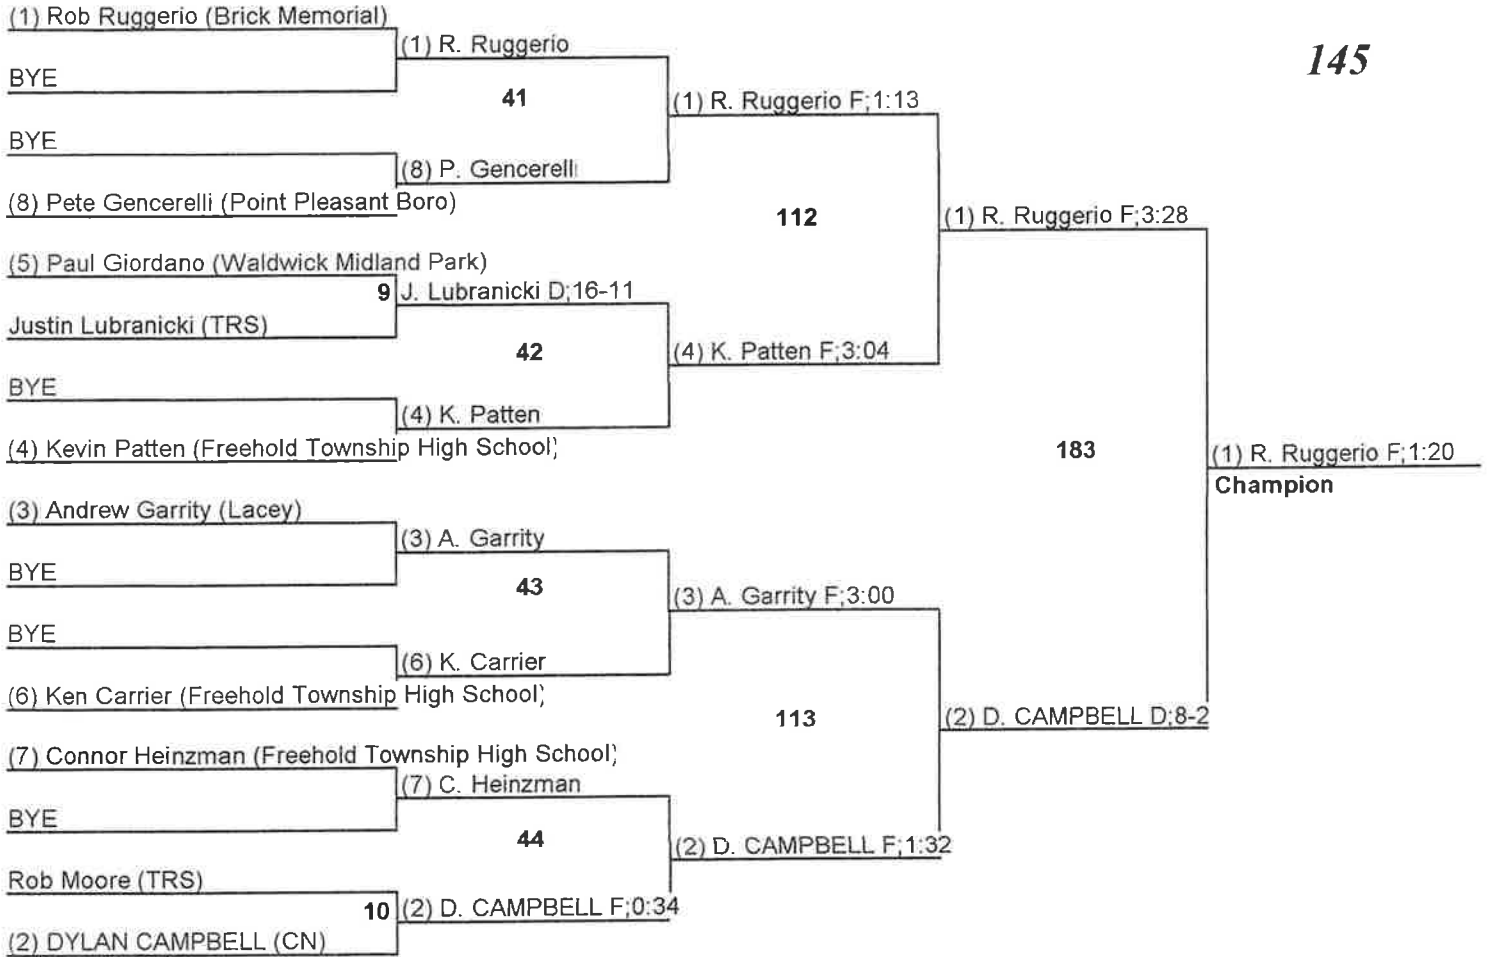 (1) Rob Ruggerio (Brick Memorial)
145
(1) R. Ruggerio
BYE
41
(1) R. Ruggerio F;1:13
BYE
(8) P. Gencerelli
(8) Pete Gencerelli (Point Pleasant Boro)
112
(1) R. Ruggerio F;3:28
(5) Paul Giordano (Waldwick Midland Park)
9 J. Lubranicki D;16-11
Justin Lubranicki (TRS)
42
(4) K. Patten F;3:04
BYE
(4) K. Patten
(4) Kevin Patten (Freehold Township High School)
183
(1) R. Ruggerio F;1:20
Champion
(3) Andrew Garrity (Lacey)
(3) A. Garrity
BYE
43
(3) A. Garrity F;3:00
BYE
(6) K. Carrier
(6) Ken Carrier (Freehold Township High School)
113
(2) D. CAMPBELL D;8-2
(7) Connor Heinzman (Freehold Township High School)
(7) C. Heinzman
BYE
44
(2) D. CAMPBELL F;1:32
Rob Moore (TRS)
10 (2) D. CAMPBELL F;0:34
(2) DYLAN CAMPBELL (CN)